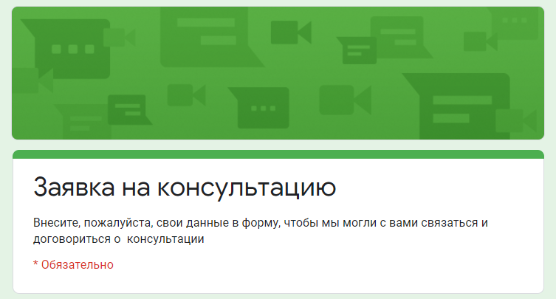 Заявка на консультацию
Внесите, пожалуйста, свои данные в форму, чтобы мы могли с вами связаться и
договориться о  консультации
* Обязательно